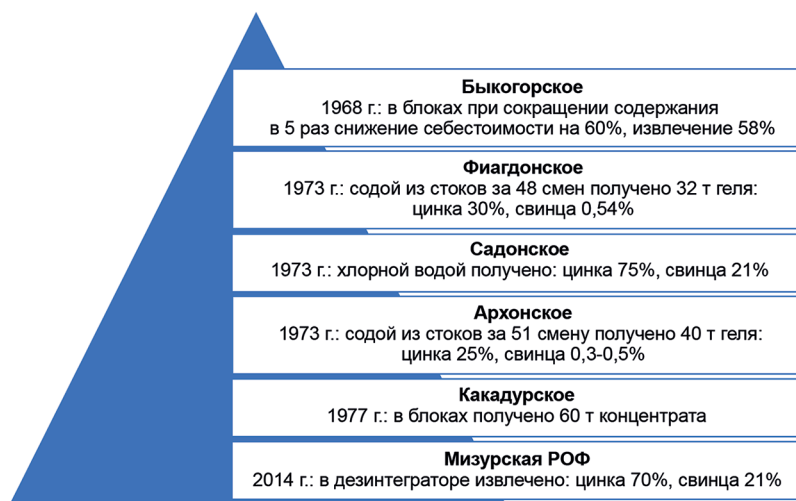 Быкогорское
1968 г.: в блоках при сокращении содержания
в 5 раз снижение себестоимости на 60%, извлечение 58%
Фиагдонское
1973 г.: содой из стоков за 48 смен получено 32 т геля:
цинка 30%, свинца 0,54%
Садонское
1973 г.: хлорной водой получено: цинка 75%, свинца 21%
Архонское
1973 г.: содой из стоков за 51 смену получено 40 т геля:
цинка 25%, свинца 0,3-0,5%
Какадурское
1977 г.: в блоках получено 60 т концентрата
Мизурская РОФ
2014 г.: в дезинтеграторе извлечено: цинка 70%, свинца 21%